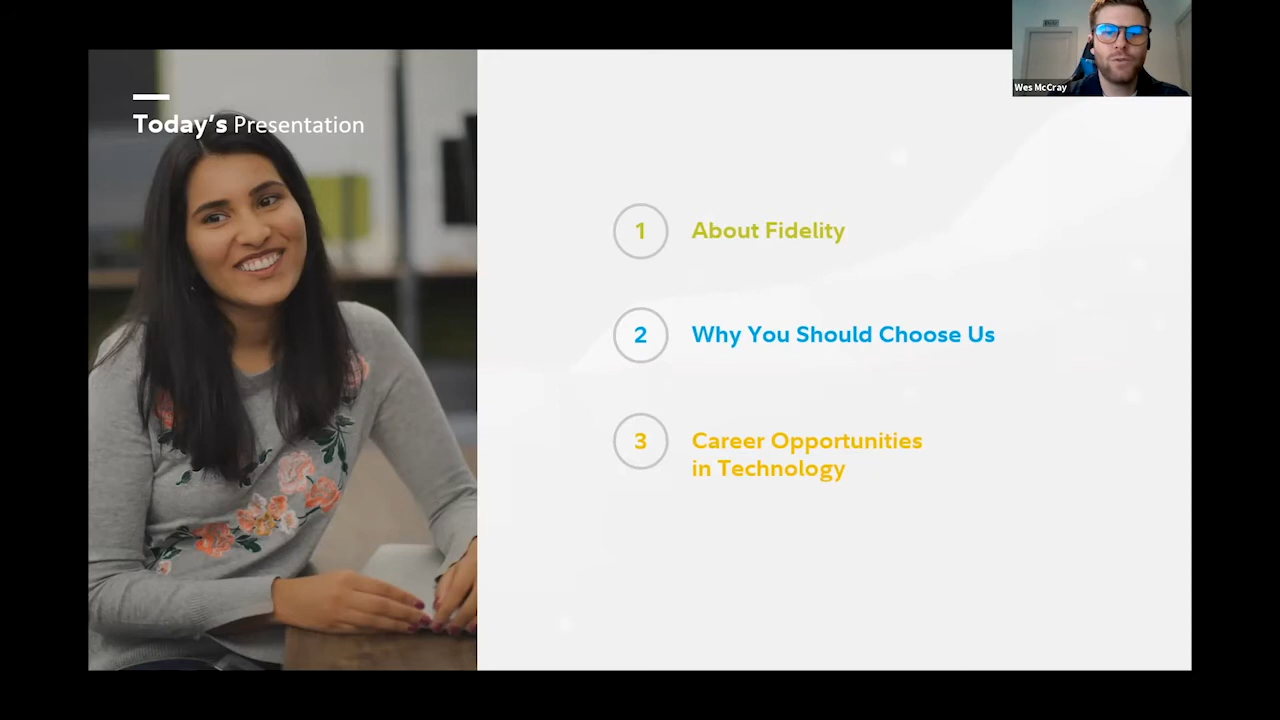 Today's Presentation
1 About Fidelity
2 Why You Should Choose Us
3 Career Opportunities
in Technology
Wes McCray